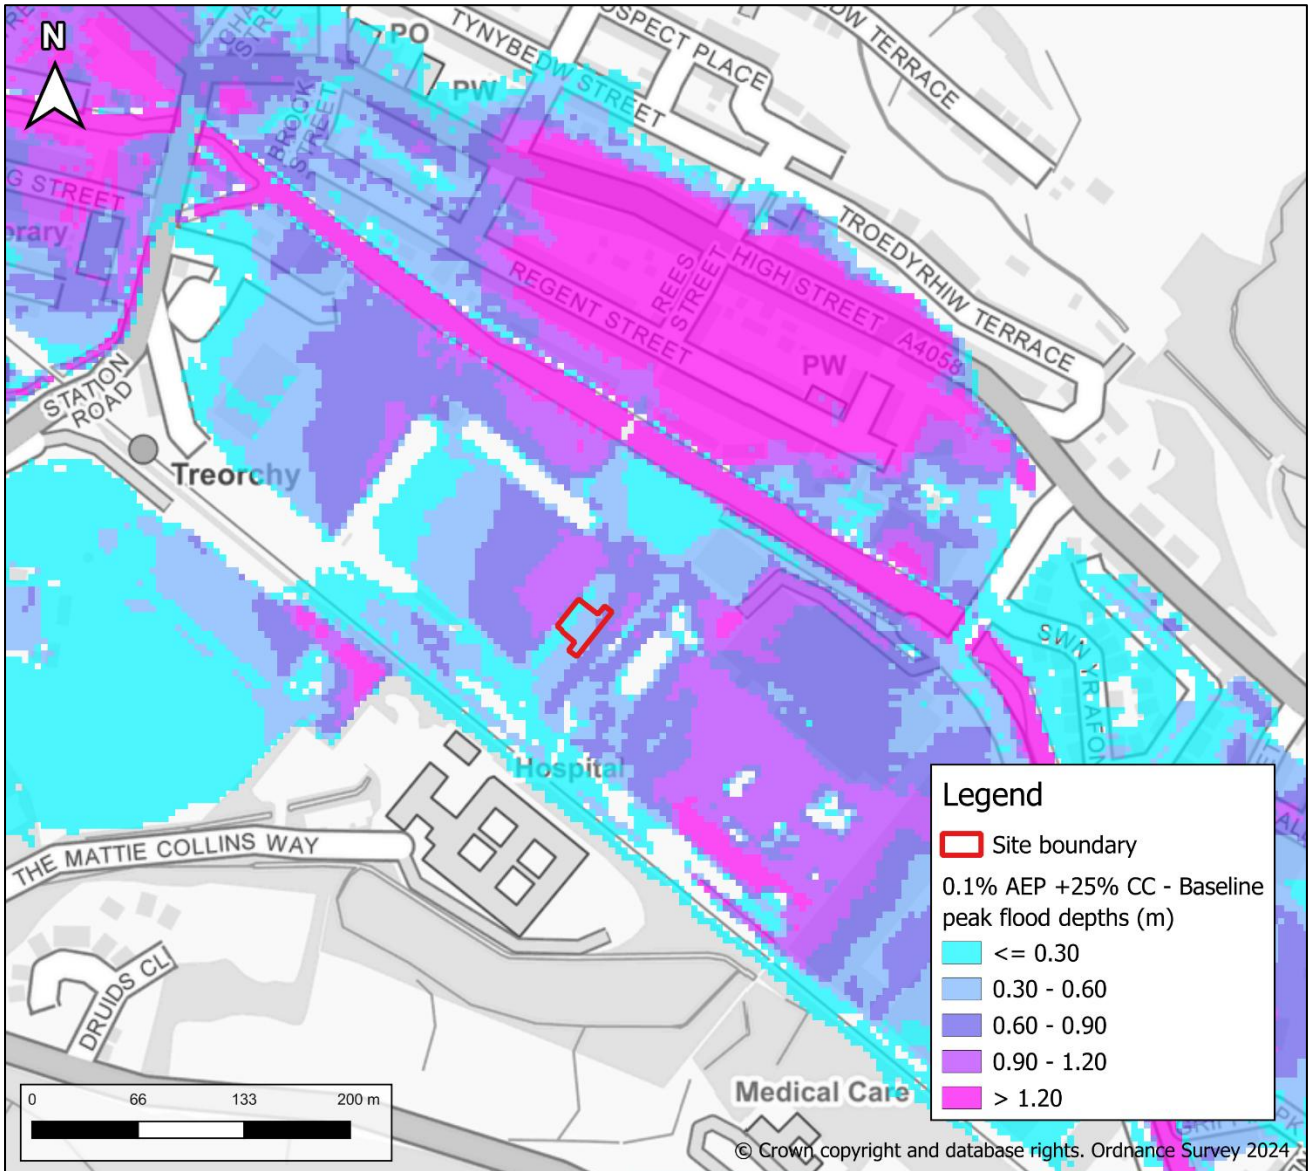 N
PO
TYNYBEDW STREET
PROSPECT PLACE
DW TERRACE
PW
BROOK
STREET
G STREET
brary
TROEDYRHIW TERRACE
HIGH STREET
A4058
REES
STREET
REGENT STREET
PW
STATION
ROAD
Treorchy
SWN YR AFON
Hospital
THE MATTIE COLLINS WAY
DRUIDS CL
Medical Care
Legend
Site boundary
0.1% AEP +25% CC - Baseline
peak flood depths (m)
<= 0.30
0.30 - 0.60
0.60 - 0.90
0.90 - 1.20
> 1.20
0 66 133 200 m
© Crown copyright and database rights. Ordnance Survey 2024